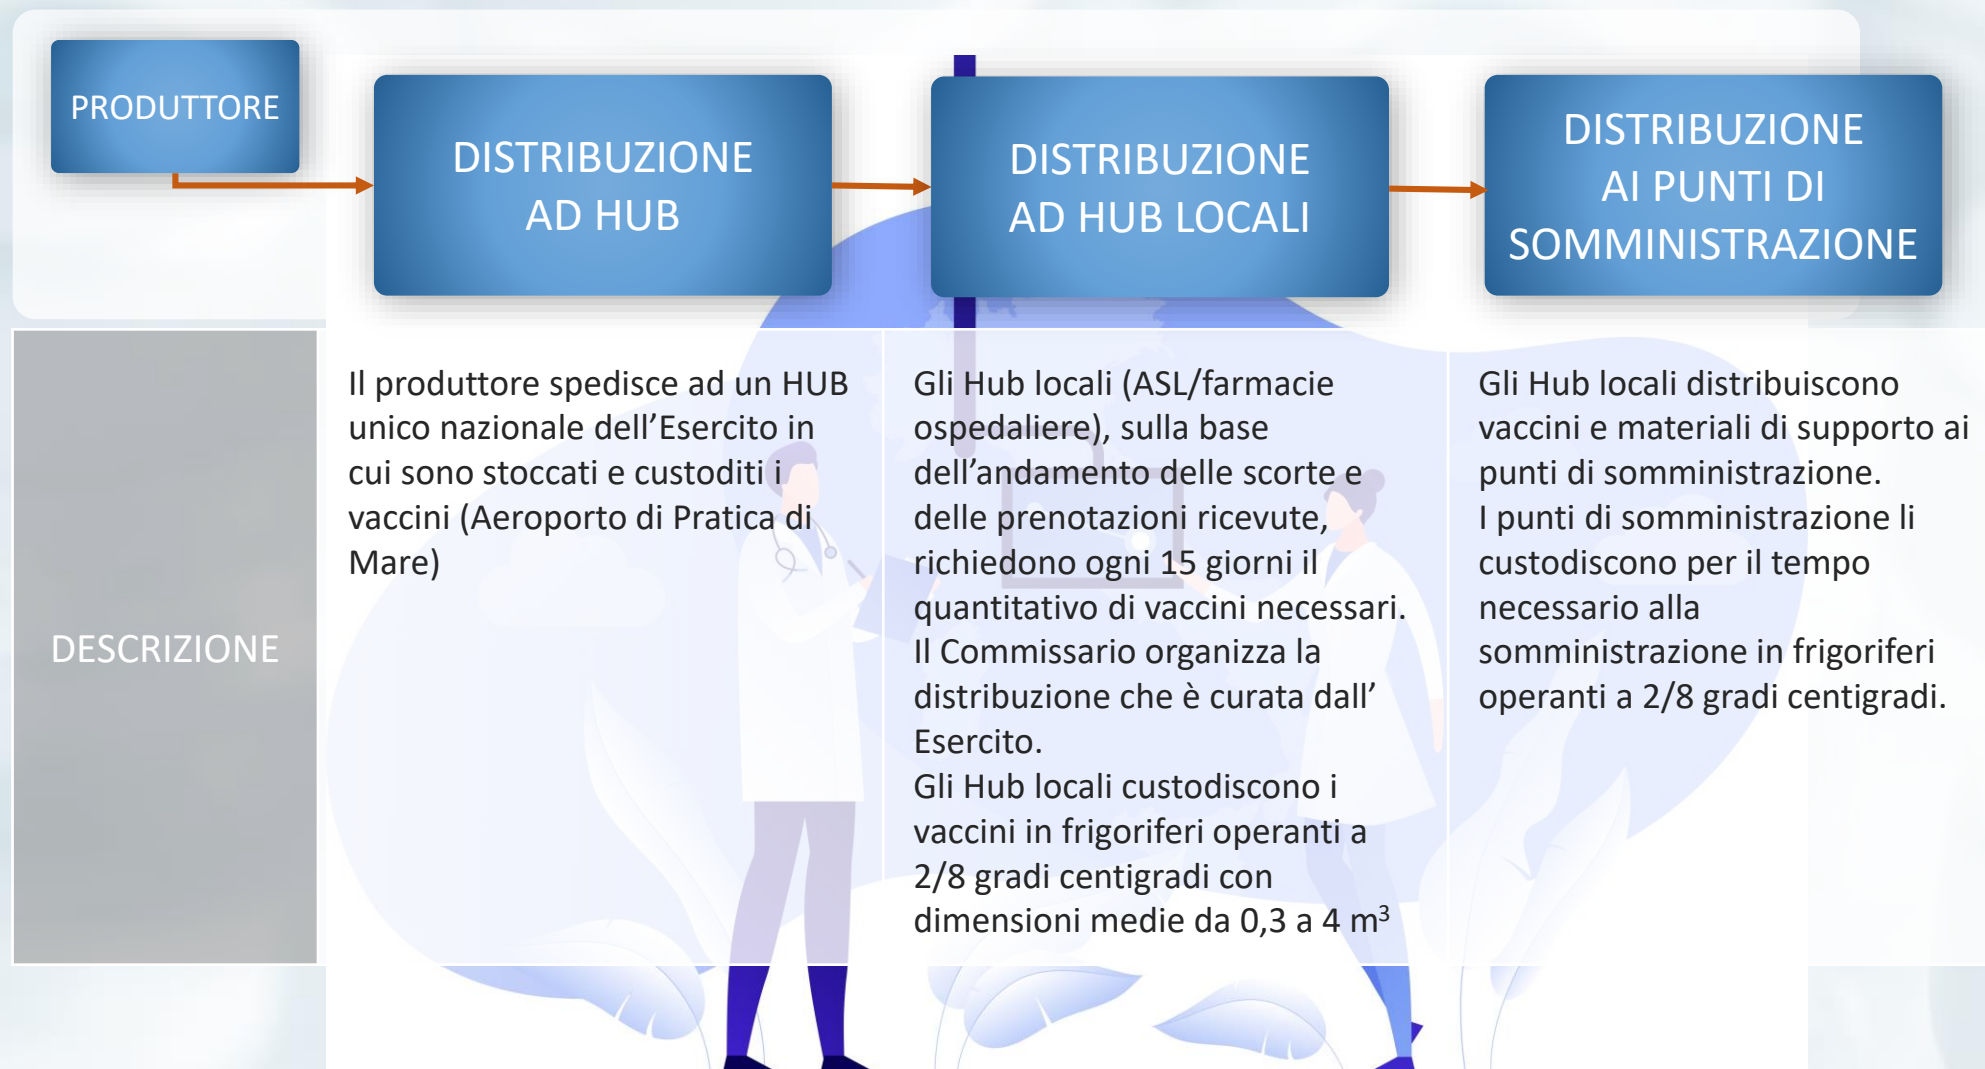 PRODUTTORE
DISTRIBUZIONE
AD HUB
DISTRIBUZIONE
AD HUB LOCALI
DISTRIBUZIONE
AI PUNTI DI
SOMMINISTRAZIONE
DESCRIZIONE
Il produttore spedisce ad un HUB
unico nazionale dell’Esercito in
cui sono stoccati e custoditi i
vaccini (Aeroporto di Pratica di
Mare)
Gli Hub locali (ASL/farmacie
ospedaliere), sulla base
dell’andamento delle scorte e
delle prenotazioni ricevute,
richiedono ogni 15 giorni il
quantitativo di vaccini necessari.
Il Commissario organizza la
distribuzione che è curata dall’
Esercito.
Gli Hub locali custodiscono i
vaccini in frigoriferi operanti a
2/8 gradi centigradi con
dimensioni medie da 0,3 a 4 m³
Gli Hub locali distribuiscono
vaccini e materiali di supporto ai
punti di somministrazione.
I punti di somministrazione li
custodiscono per il tempo
necessario alla
somministrazione in frigoriferi
operanti a 2/8 gradi centigradi.